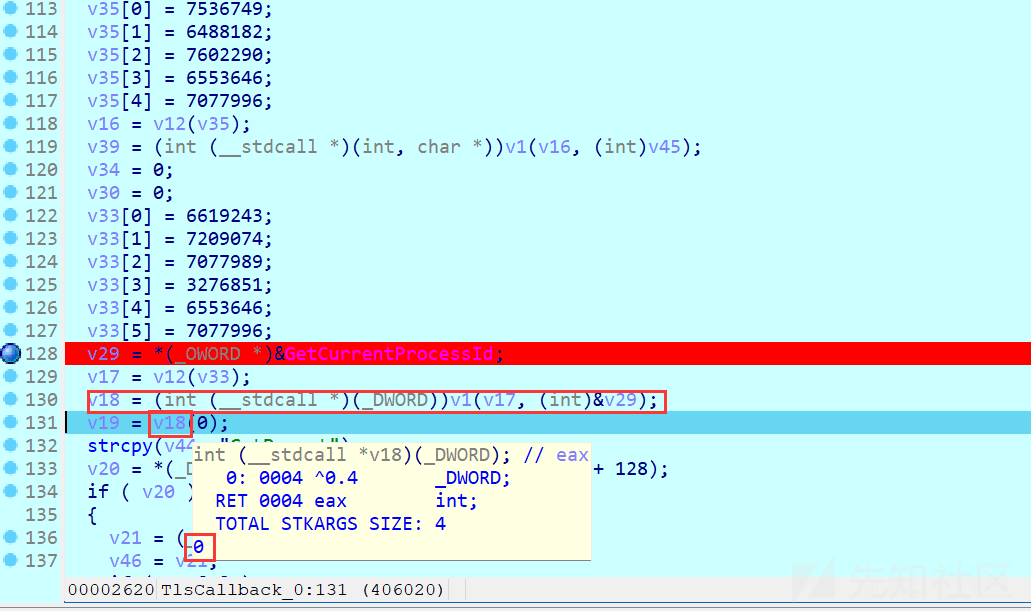 113 v35[0] = 7536749;
114 v35[1] = 6488182;
115 v35[2] = 7602290;
116 v35[3] = 6553646;
117 v35[4] = 7077996;
118 v16 = v12(v35);
119 v39 = (int (__stdcall *)(int, char *))v1(v16, (int)v45);
120 v34 = 0;
121 v30 = 0;
122 v33[0] = 6619243;
123 v33[1] = 7209074;
124 v33[2] = 7077989;
125 v33[3] = 3276851;
126 v33[4] = 6553646;
127 v33[5] = 7077996;
128 v29 = *(_OWORD *)&GetCurrentProcessId;
129 v17 = v12(v33);
130 v18 = (int (__stdcall *)(_DWORD))v1(v17, (int)&v29);
131 v19 = v18(0);
132 strcpy(v44
int (__stdcall *v18)(_DWORD); // eax
133 v20 = *(_D + 128);
0: 0004 ^0.4 _DWORD;
134 if ( v20 )
RET 0004 eax int;
135 {
TOTAL STKARGS SIZE: 4
136 v21 = (
0
137 v46 = v21;
00002620 TlsCallback_0:131 (406020)
先知社区